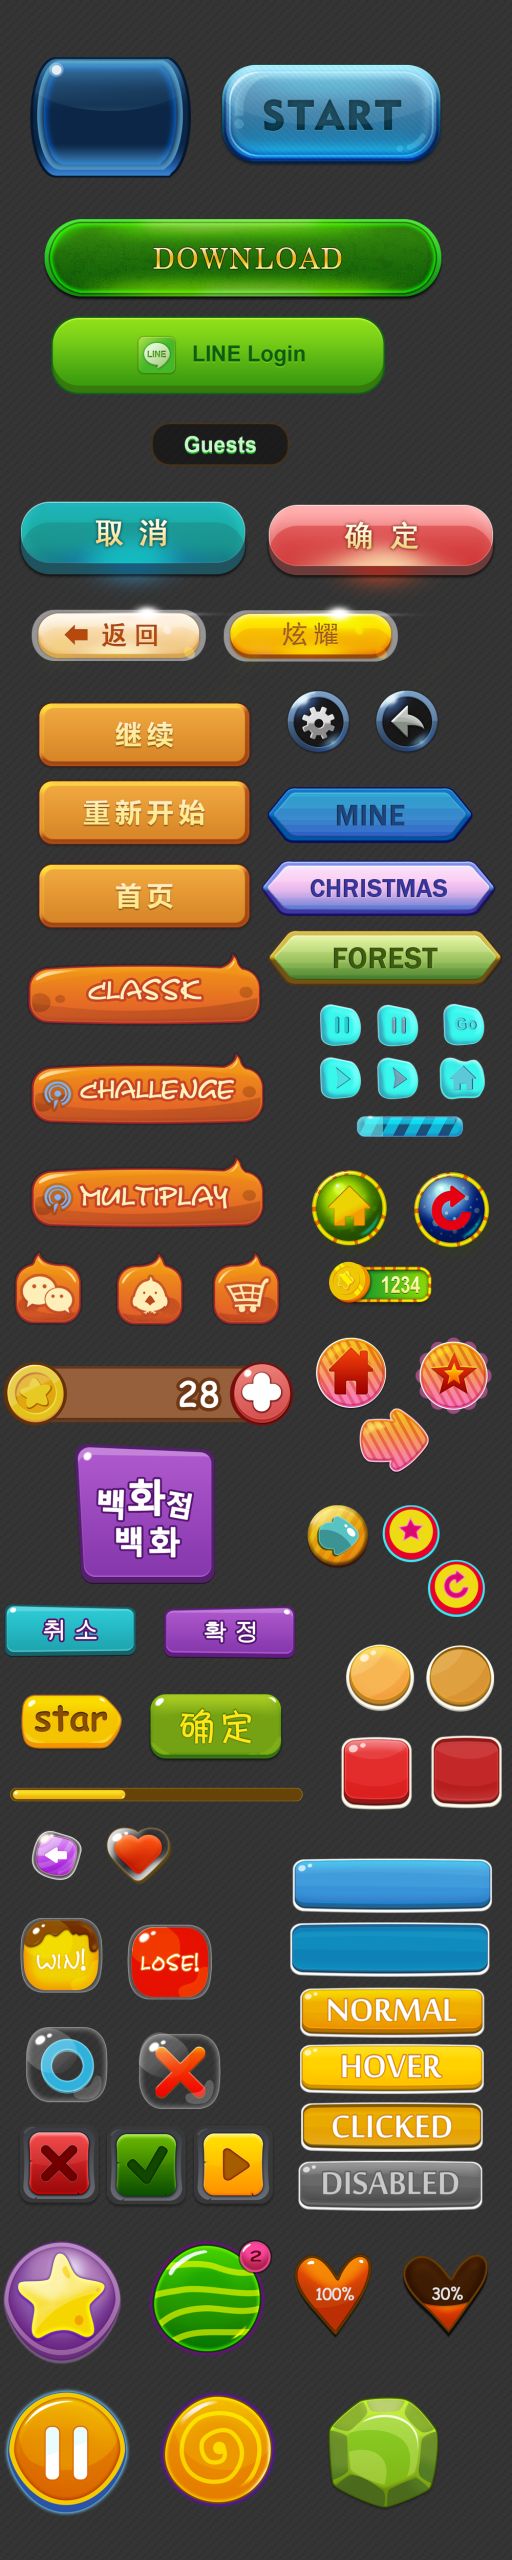 START
DOWNLOAD
LINE
LINE Login
Guests
取 消
确 定
返 回
炫 耀
继续
重新开始
MINE
首页
CHRISTMAS
FOREST
CLASSK
Go
CHALLENGE
MULTIPLAY
1234
28
백화점
백화
취 소
확 정
star
确定
WIN!
LOSE!
NORMAL
HOVER
CLICKED
DISABLED
2
100%
30%